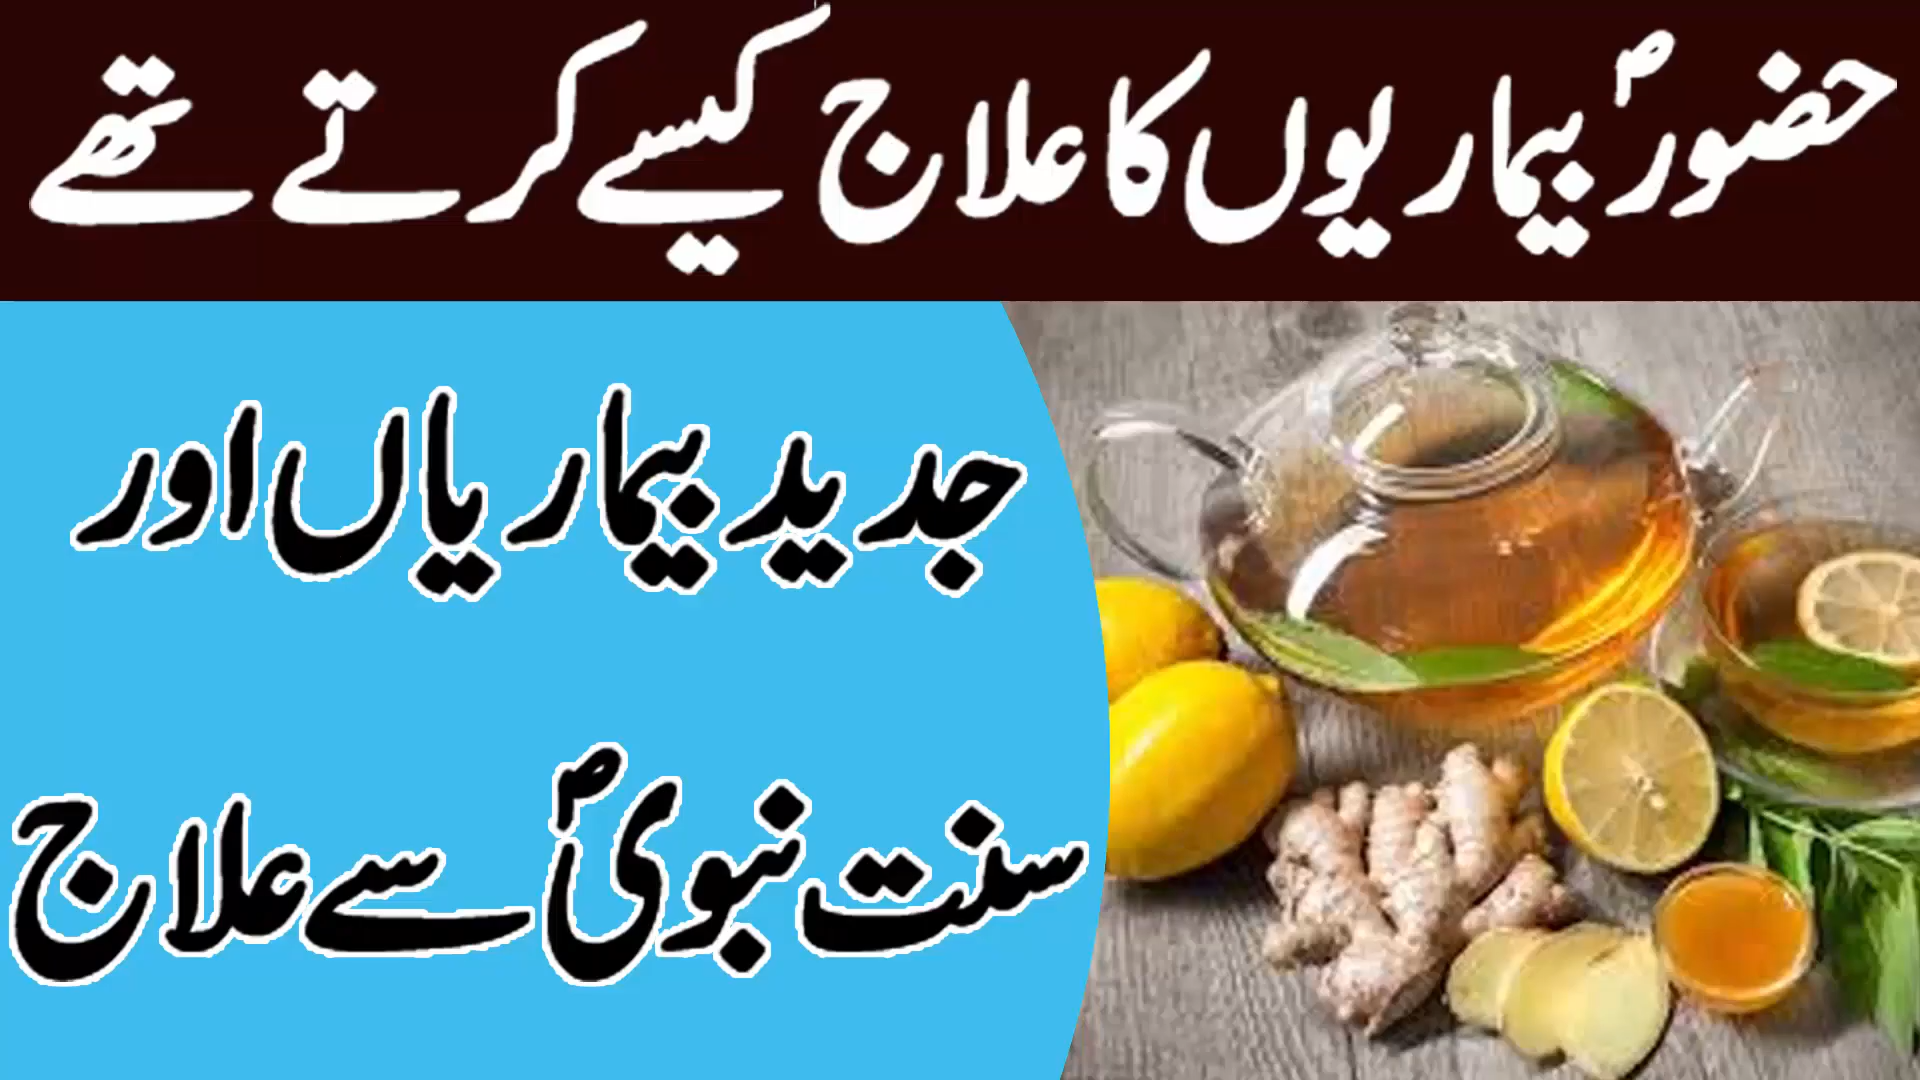 حضورؐ بیماریوں کا علاج کیسے کرتے تھے
جدید بیماریاں اور
سنت نبویؐ سے علاج